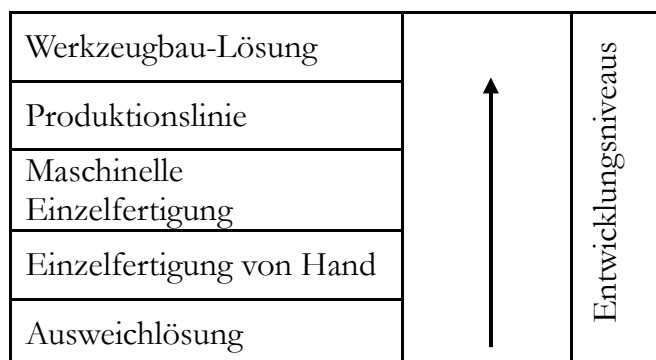 Werkzeugbau-Lösung
Produktionslinie
Maschinelle
Einzelfertigung
Einzelfertigung von Hand
Ausweichlösung
Entwicklungsniveaus